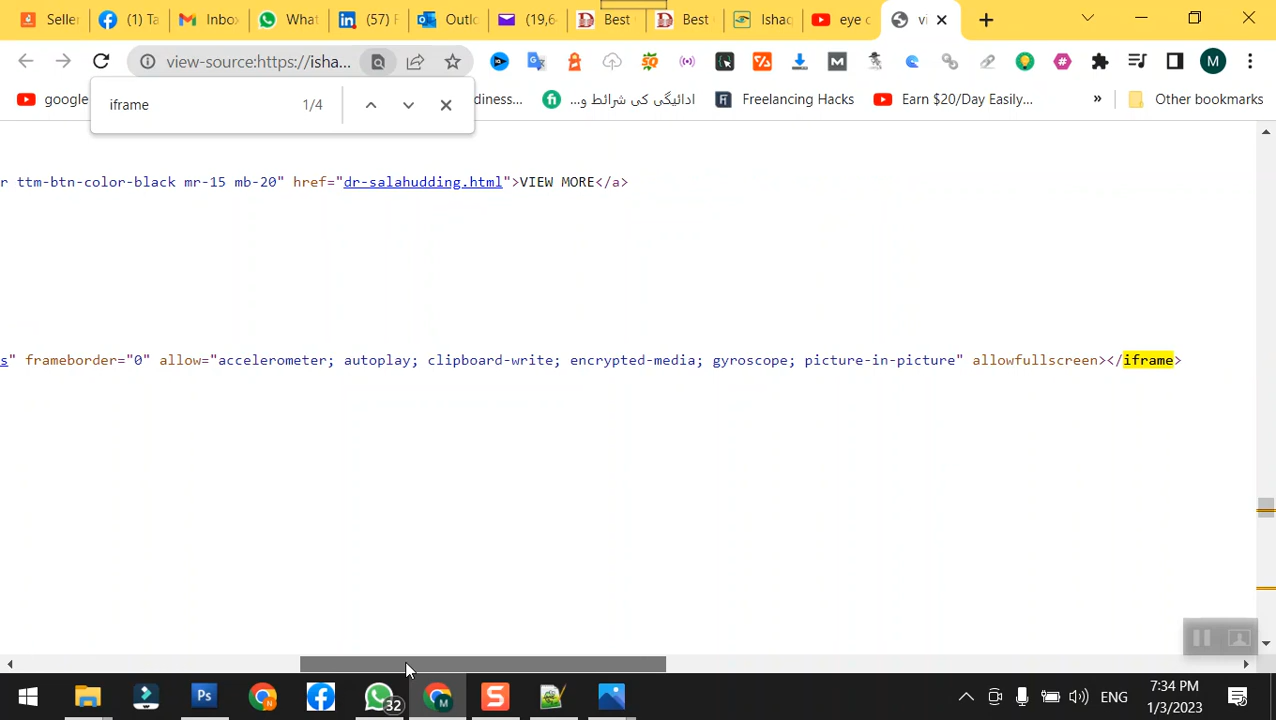 Seller
(1) Ta
Inbo
What
(57) F
Outlo
(19,6
Best
Best
Ishaq
eye c
vi
view-source:https://isha...
M
iframe 1/4
google
diness...
ادائیگی کی شرائط و...
Freelancing Hacks
Earn $20/Day Easily...
»
Other bookmarks
r ttm-btn-color-black mr-15 mb-20" href="dr-salahudding.html">VIEW MORE</a>
s" frameborder="0" allow="accelerometer; autoplay; clipboard-write; encrypted-media; gyroscope; picture-in-picture" allowfullscreen></iframe>
32
ENG
7:34 PM
1/3/2023